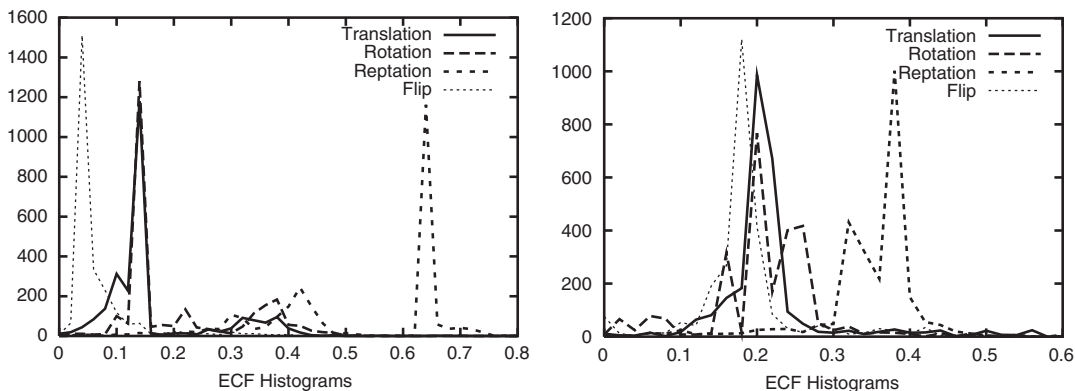 1600
1400
1200
1000
800
600
400
200
0
0 0.1 0.2 0.3 0.4 0.5 0.6 0.7 0.8
ECF Histograms
Translation
Rotation
Reptation
Flip
1200
1000
800
600
400
200
0
0 0.1 0.2 0.3 0.4 0.5 0.6
ECF Histograms
Translation
Rotation
Reptation
Flip